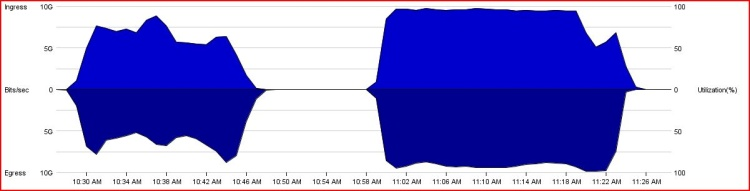 Ingress 10G 100
5G 50
Bits/sec 0 0 Utilization(%)
5G 50
Egress 10G 100
10:30 AM 10:34 AM 10:38 AM 10:42 AM 10:46 AM 10:50 AM 10:54 AM 10:58 AM 11:02 AM 11:06 AM 11:10 AM 11:14 AM 11:18 AM 11:22 AM 11:26 AM